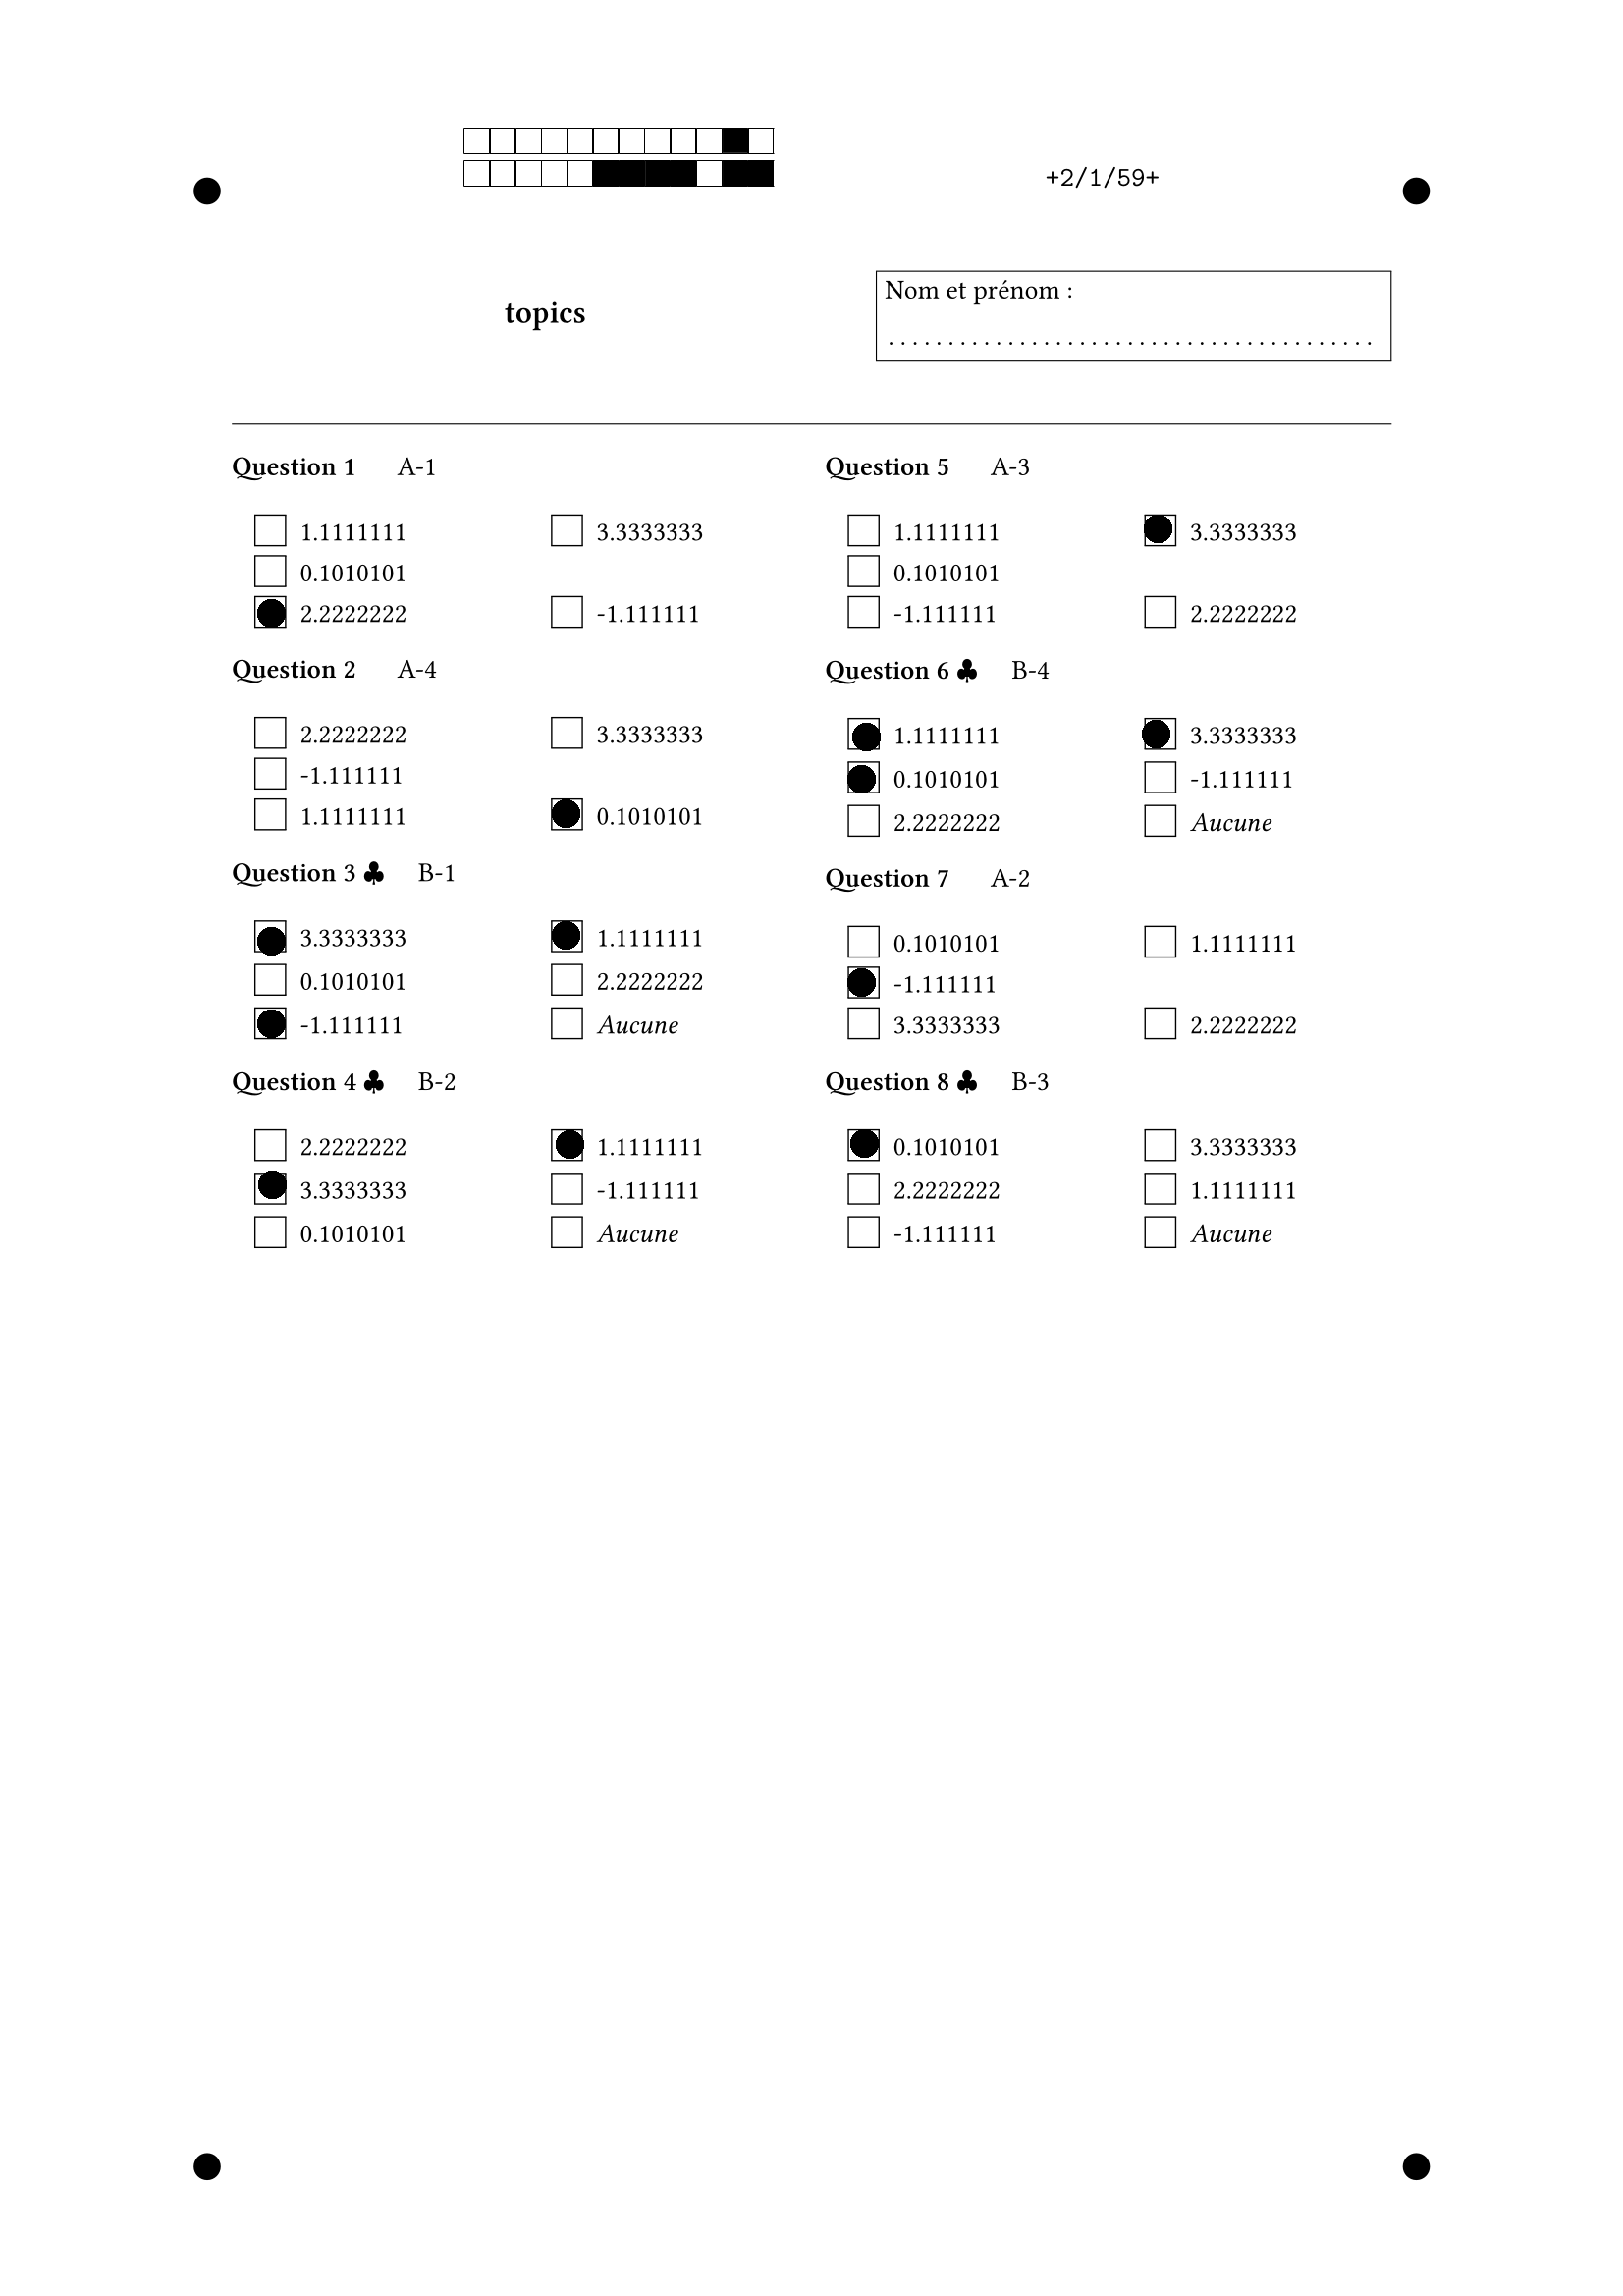 +2/1/59+
topics
Nom et prénom :
........................................
Question 1 A-1
1.1111111 3.3333333
0.1010101
2.2222222 -1.111111
Question 2 A-4
2.2222222 3.3333333
-1.111111
1.1111111 0.1010101
Question 3 ♣ B-1
3.3333333 1.1111111
0.1010101 2.2222222
-1.111111 Aucune
Question 4 ♣ B-2
2.2222222 1.1111111
3.3333333 -1.111111
0.1010101 Aucune
Question 5 A-3
1.1111111 3.3333333
0.1010101
-1.111111 2.2222222
Question 6 ♣ B-4
1.1111111 3.3333333
0.1010101 -1.111111
2.2222222 Aucune
Question 7 A-2
0.1010101 1.1111111
-1.111111
3.3333333 2.2222222
Question 8 ♣ B-3
0.1010101 3.3333333
2.2222222 1.1111111
-1.111111 Aucune